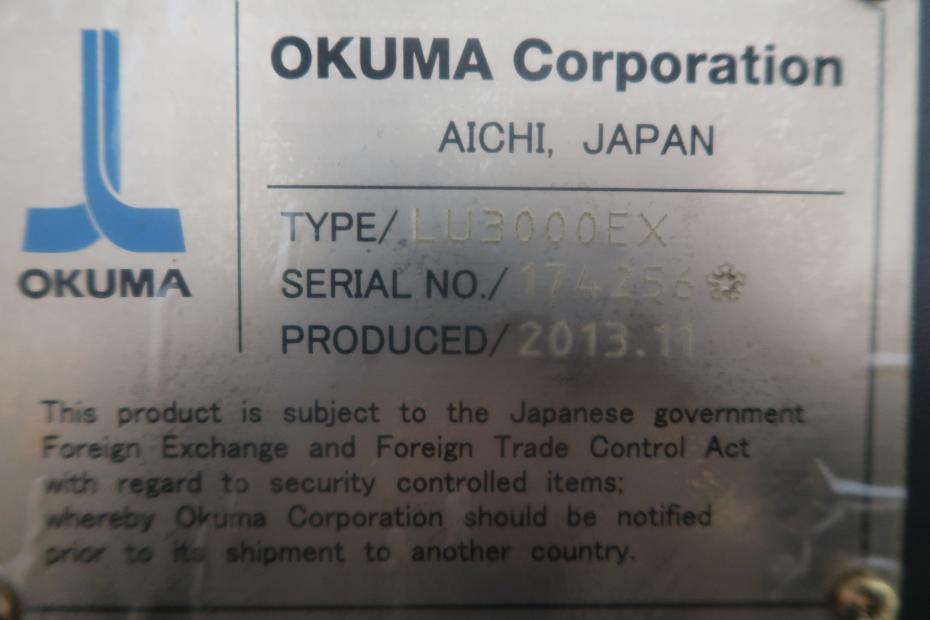 OKUMA
OKUMA Corporation
AICHI, JAPAN
TYPE/ LU3000EX
SERIAL NO./ 174256
PRODUCED/ 2013.11
This product is subject to the Japanese government
Foreign Exchange and Foreign Trade Control Act
with regard to security controlled items;
whereby Okuma Corporation should be notified
prior to its shipment to another country.